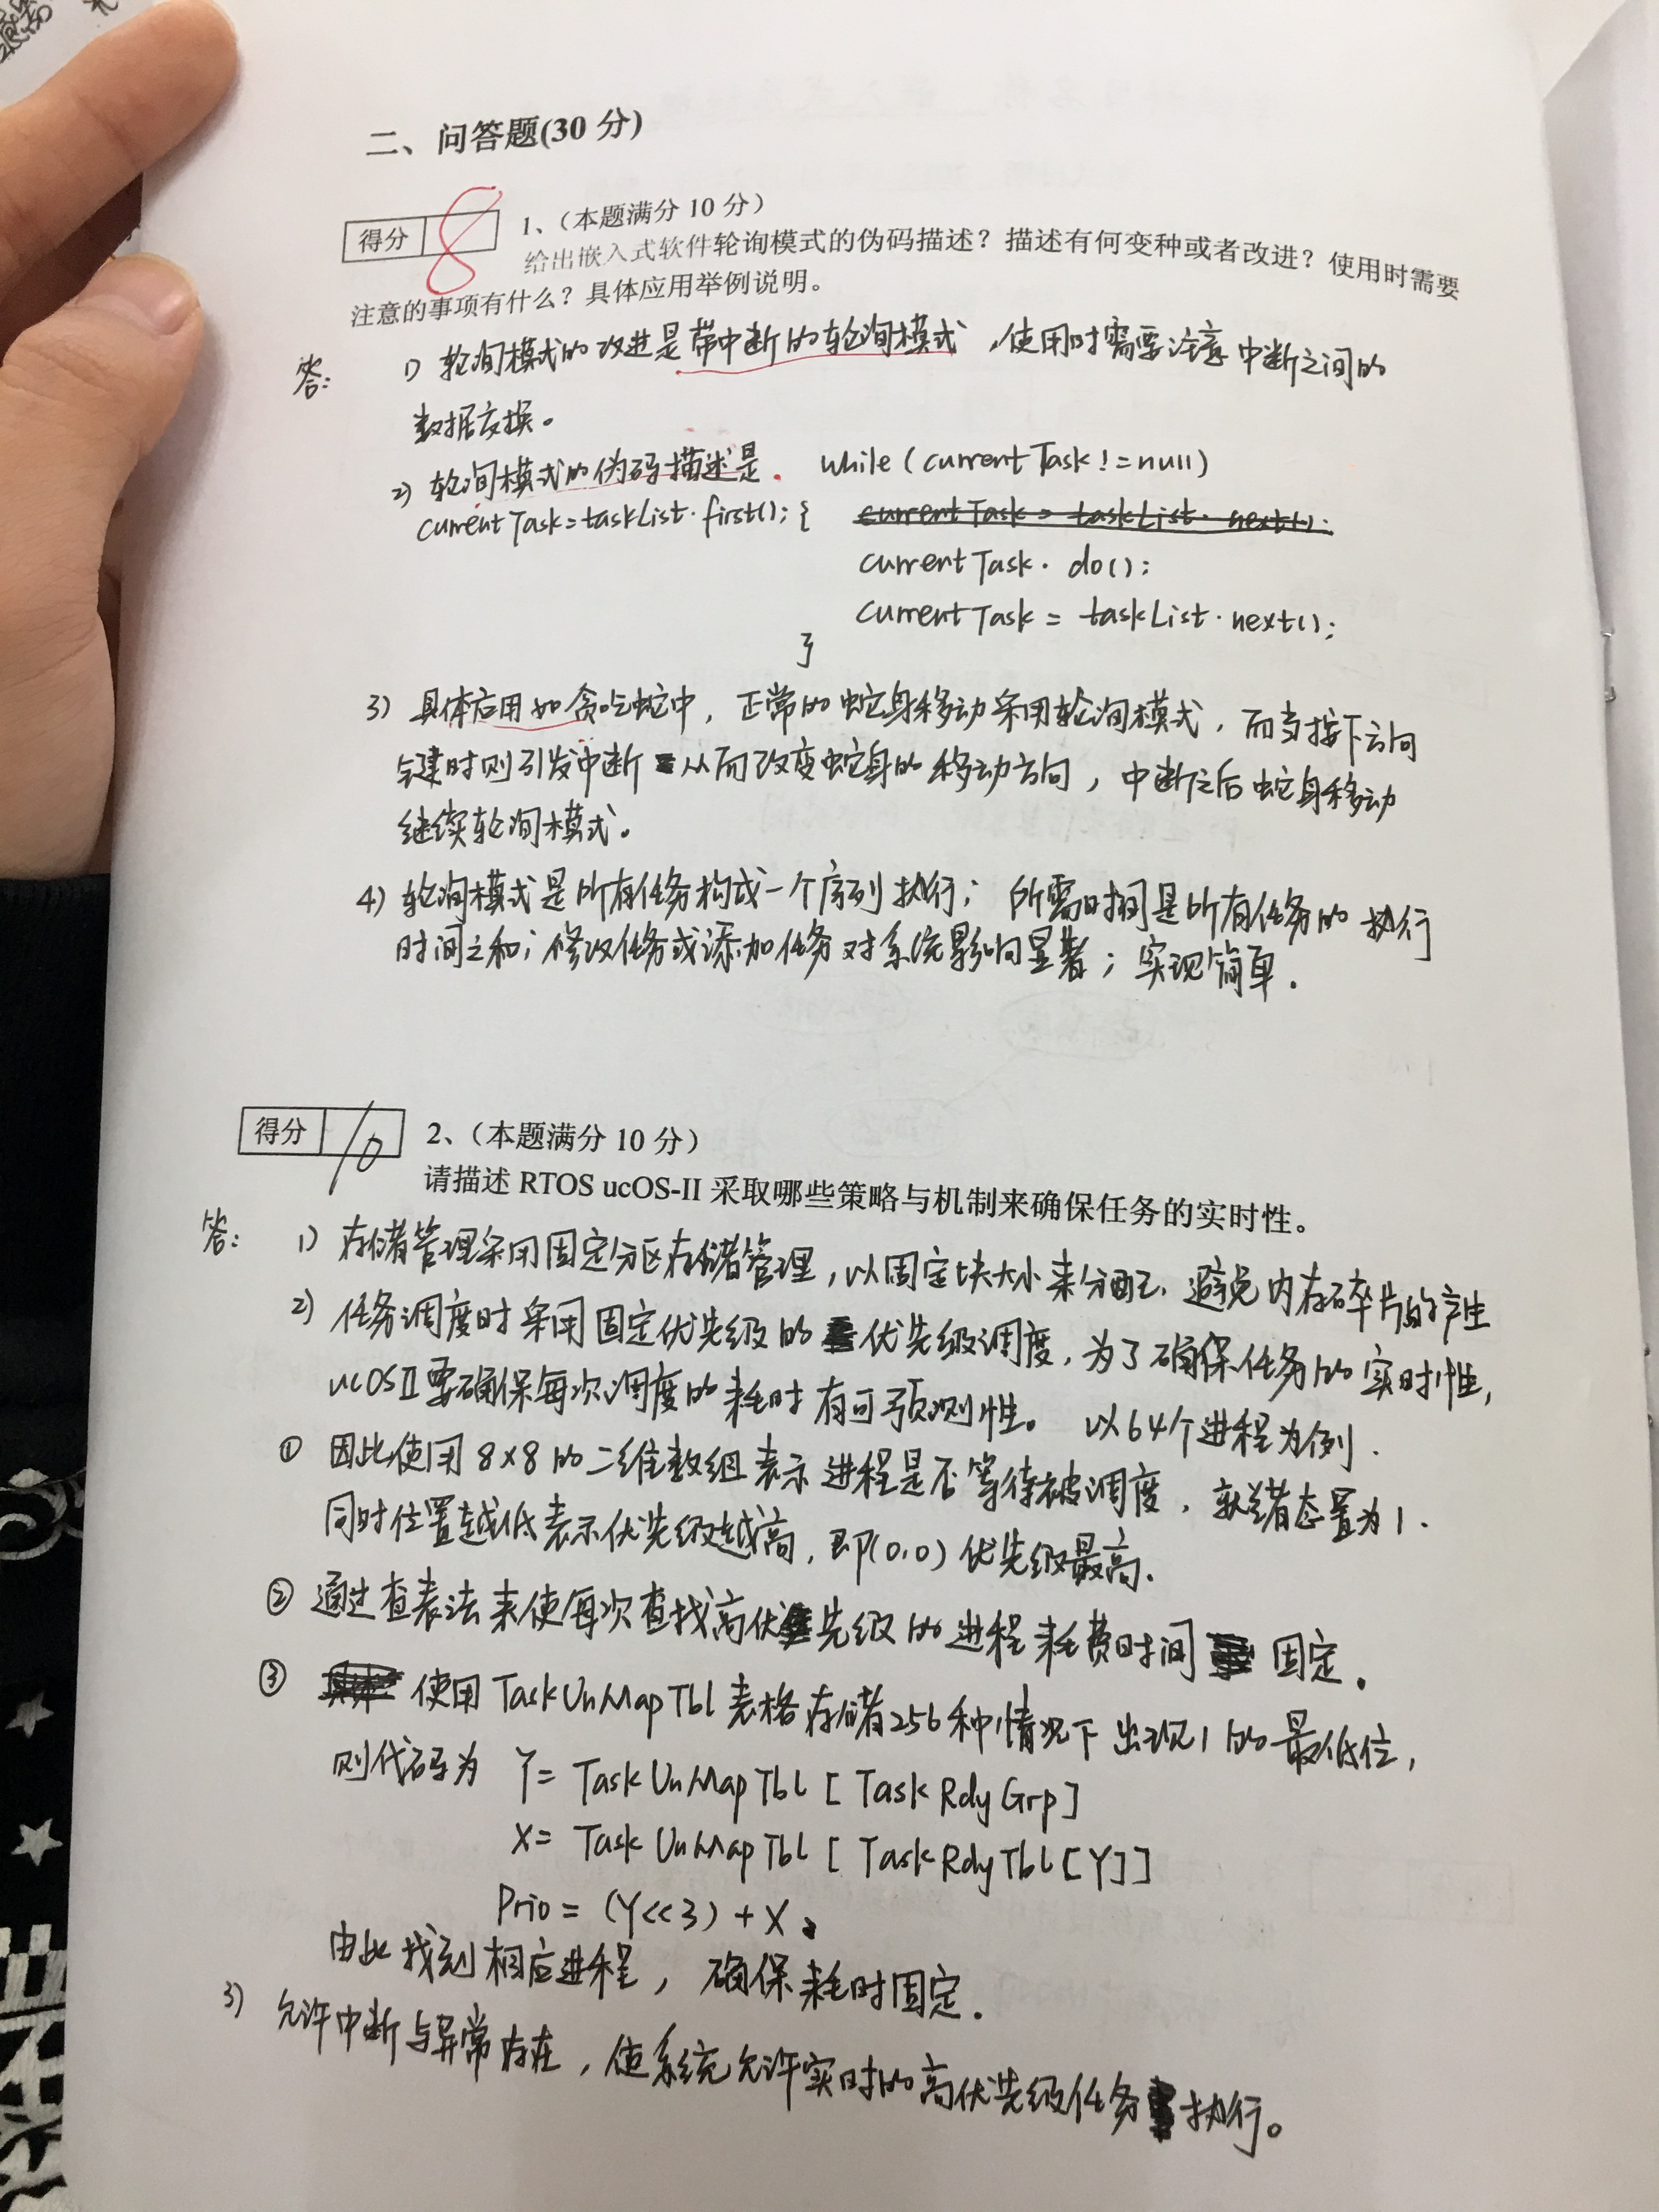 二、问答题(30 分)
得分 8 1、（本题满分 10 分）
给出嵌入式软件轮询模式的伪码描述？描述有何变种或者改进？使用时需要
注意的事项有什么？具体应用举例说明。
答: 1) 轮询模式的改进是带中断的轮询模式，使用时需要注意中断之间的
数据交换。
2) 轮询模式的伪码描述是. while (currentTask != null)
currentTask = taskList.first(); { currentTask = taskList.next();
currentTask. do();
currentTask = taskList.next();
}
3) 具体应用如贪吃蛇中，正常的蛇身移动采用轮询模式，而当按下方向
键时则引发中断从而改变蛇身的移动方向，中断之后蛇身移动
继续轮询模式。
4) 轮询模式是所有任务构成一个序列执行；所需时间是所有任务的执行
时间之和；修改任务或添加任务对系统影响显著；实现简单.
得分 10 2、（本题满分 10 分）
请描述 RTOS ucOS-II 采取哪些策略与机制来确保任务的实时性。
答: 1) 存储管理采用固定分区存储管理，以固定块大小来分配，避免内存碎片的产生
2) 任务调度时采用固定优先级的优先级调度，为了确保任务的实时性，
ucOSII要确保每次调度的耗时有可预测性。 以64个进程为例.
① 因此使用 8×8 的二维数组表示进程是否等待被调度，就绪态置为1.
同时位置越低表示优先级越高，即(0,0)优先级最高.
② 通过查表法来使每次查找高优先级的进程耗费时间固定.
③ 使用 TaskUnMapTbl 表格存储256种情况下出现1的最低位，
则代码为 Y = TaskUnMapTbl [ TaskRdyGrp]
X = TaskUnMapTbl [ TaskRdyTbl[Y]]
Prio = (Y<<3) + X。
由此找到相应进程，确保耗时固定.
3) 允许中断与异常存在，使系统允许实时的高优先级任务执行。